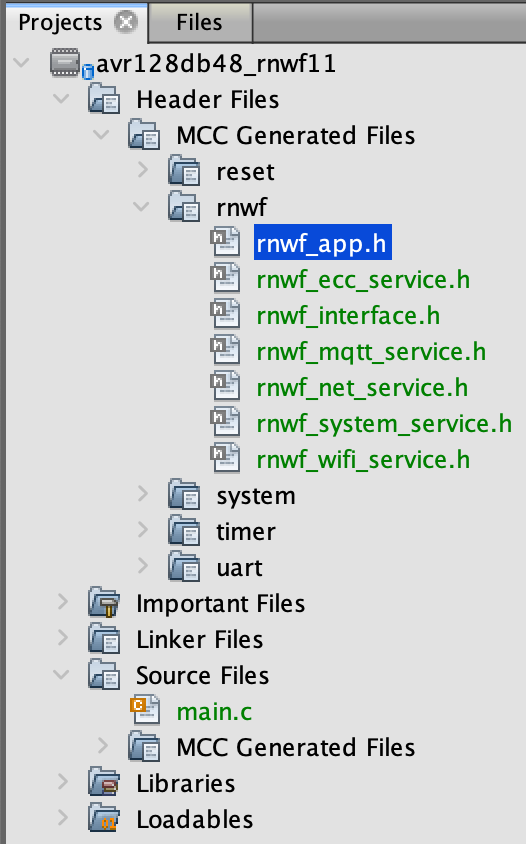 Projects Files
avr128db48_rnwf11
Header Files
MCC Generated Files
reset
rnwf
rnwf_app.h
rnwf_ecc_service.h
rnwf_interface.h
rnwf_mqtt_service.h
rnwf_net_service.h
rnwf_system_service.h
rnwf_wifi_service.h
system
timer
uart
Important Files
Linker Files
Source Files
main.c
MCC Generated Files
Libraries
Loadables